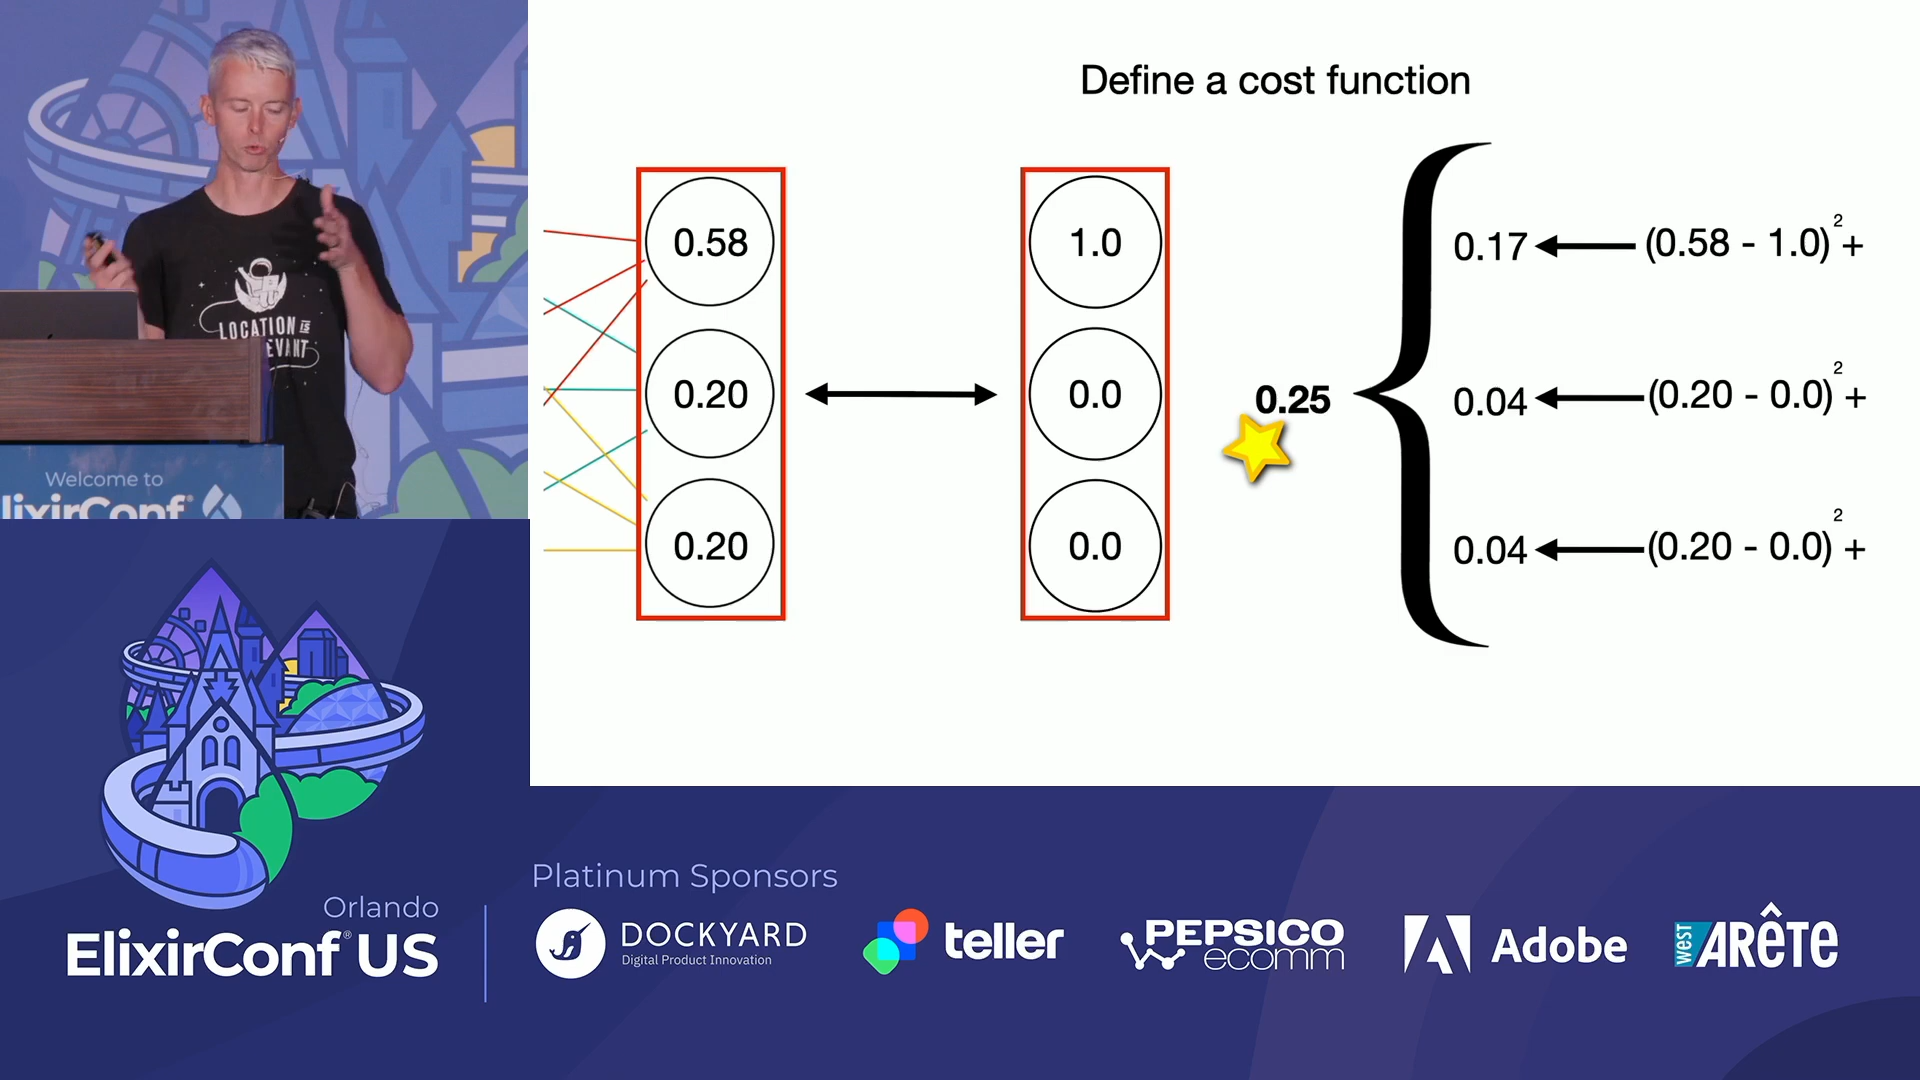 Define a cost function
0.58
1.0
0.17
(0.58 - 1.0)² +
0.20
0.0
0.25
0.04
(0.20 - 0.0)² +
0.20
0.0
0.04
(0.20 - 0.0)² +
LOCATION IS
Welcome to
lixirConf®
Orlando
ElixirConf® US
Platinum Sponsors
DOCKYARD
Digital Product Innovation
teller
PEPSICO
ecomm
Adobe
west
ARÊTE